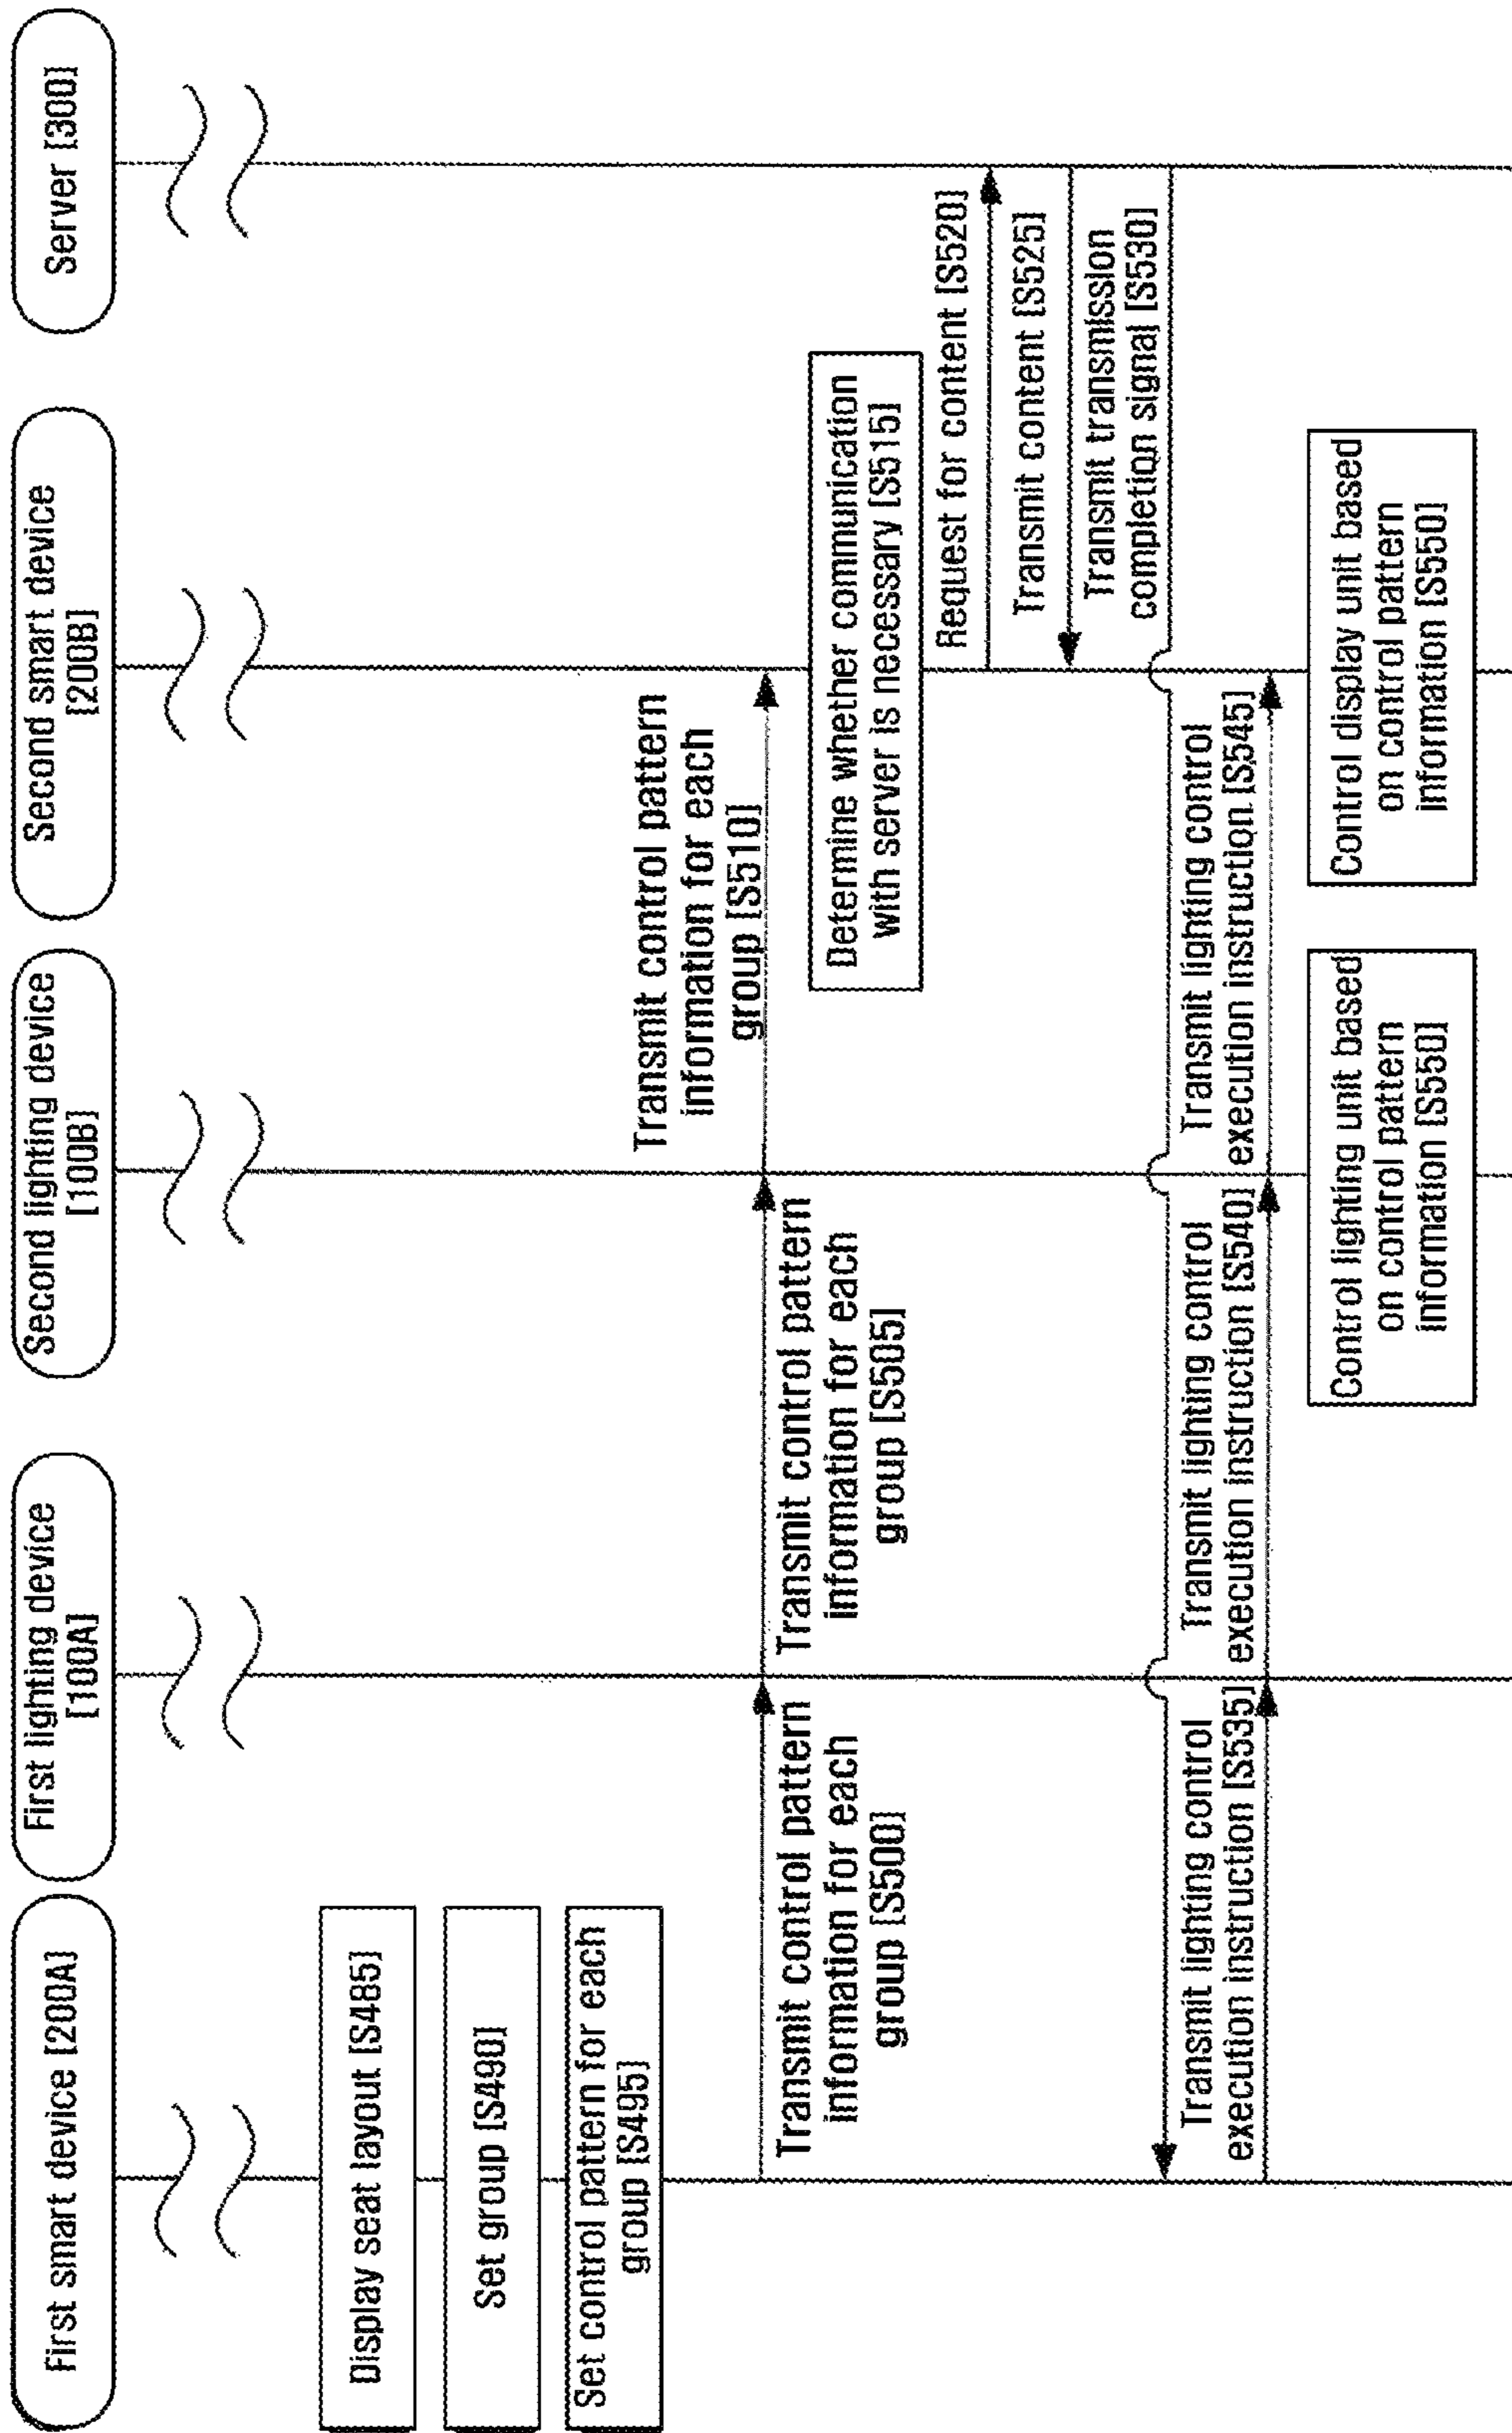 First smart device [200A]
First lighting device
[100A]
Second lighting device
[100B]
Second smart device
[200B]
Server [300]
Display seat layout [S485]
Set group [S490]
Set control pattern for each
group [S495]
Transmit control pattern
information for each
group [S500]
Transmit control pattern
information for each
group [S505]
Transmit control pattern
information for each
group [S510]
Determine whether communication
with server is necessary [S515]
Request for content [S520]
Transmit content [S525]
Transmit transmission
completion signal [S530]
Transmit lighting control
execution instruction [S535]
Transmit lighting control
execution instruction [S540]
Transmit lighting control
execution instruction [S545]
Control lighting unit based
on control pattern
information [S550]
Control display unit based
on control pattern
information [S550]